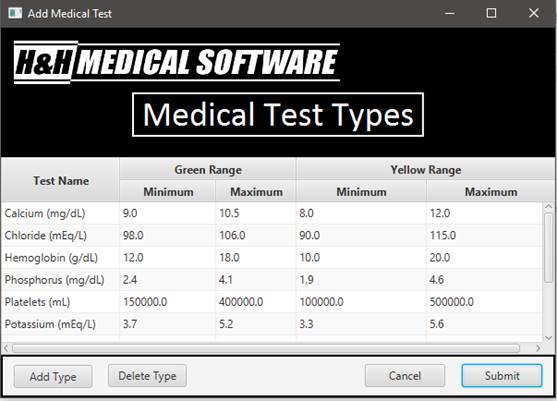 Add Medical Test
H&H MEDICAL SOFTWARE
Medical Test Types
Test Name Green Range Yellow Range
Minimum Maximum Minimum Maximum
Calcium (mg/dL) 9.0 10.5 8.0 12.0
Chloride (mEq/L) 98.0 106.0 90.0 115.0
Hemoglobin (g/dL) 12.0 18.0 10.0 20.0
Phosphorus (mg/dL) 2.4 4.1 1.9 4.6
Platelets (mL) 150000.0 400000.0 100000.0 500000.0
Potassium (mEq/L) 3.7 5.2 3.3 5.6
Add Type Delete Type Cancel Submit